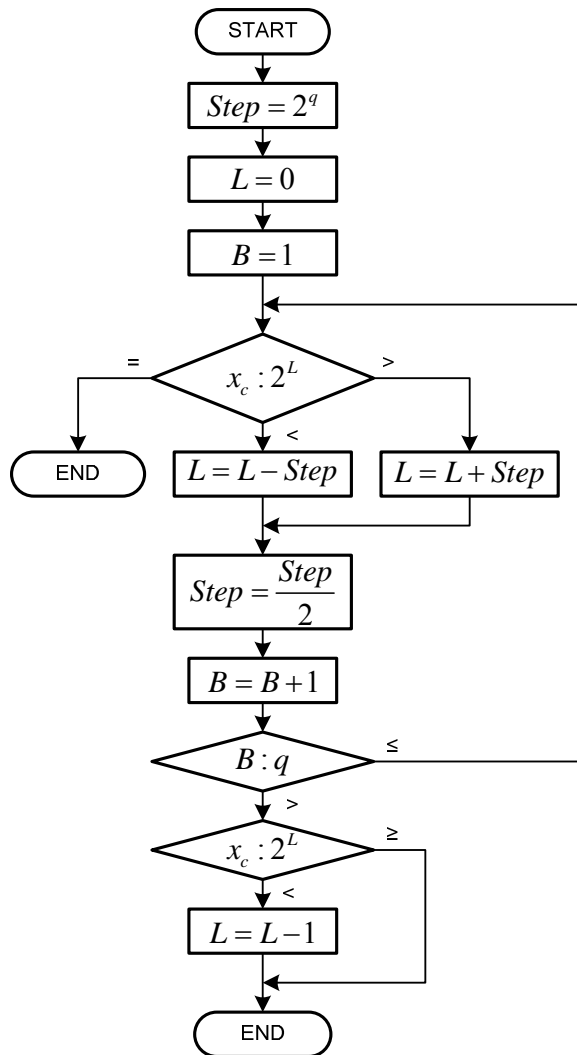 START
Step = 2^q
L = 0
B = 1
=
x_c : 2^L
>
<
END
L = L − Step
L = L + Step
Step = Step/2
B = B + 1
B : q
≤
>
x_c : 2^L
≥
<
L = L − 1
END